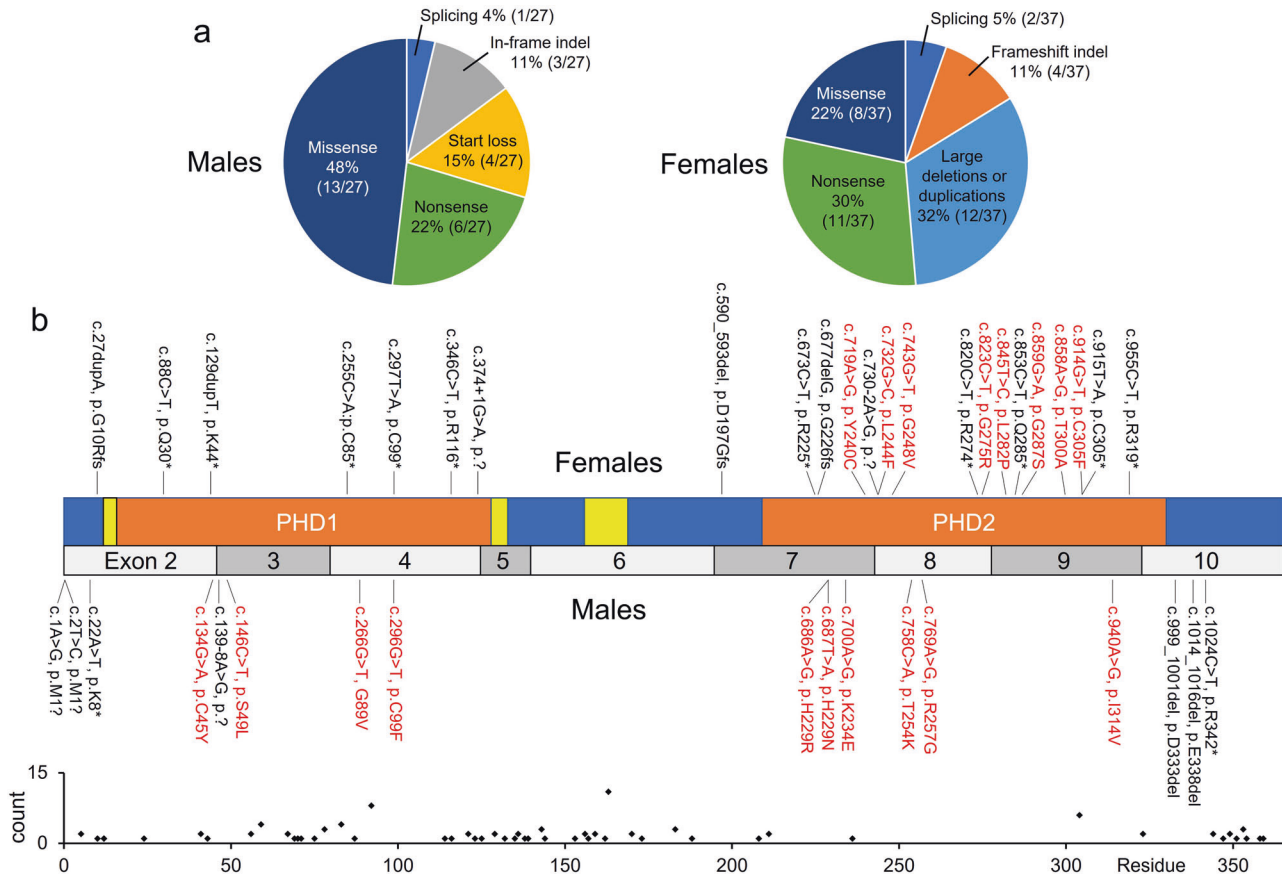 a
Males
Splicing 4% (1/27)
In-frame indel
11% (3/27)
Start loss
15% (4/27)
Nonsense
22% (6/27)
Missense
48%
(13/27)
Females
Splicing 5% (2/37)
Frameshift indel
11% (4/37)
Large
deletions or
duplications
32% (12/37)
Nonsense
30%
(11/37)
Missense
22% (8/37)
b
c.27dupA, p.G10Rfs
c.88C>T, p.Q30*
c.129dupT, p.K44*
c.255C>A;p.C85*
c.297T>A, p.C99*
c.346C>T, p.R116*
c.374+1G>A, p.?
c.590_593del, p.D197Gfs
c.673C>T, p.R225*
c.677delG, p.G226fs
c.719A>G, p.Y240C
c.730-2A>G, p.?
c.732G>C, p.L244F
c.743G>T, p.G248V
c.820C>T, p.R274*
c.823C>T, p.G275R
c.845T>C, p.L282P
c.853C>T, p.Q285*
c.859G>A, p.G287S
c.858A>G, p.T300A
c.914G>T, p.C305F
c.915T>A, p.C305*
c.955C>T, p.R319*
Females
PHD1
PHD2
Exon 2
3
4
5
6
7
8
9
10
Males
c.1A>G, p.M1?
c.2T>C, p.M1?
c.22A>T, p.K8*
c.134G>A, p.C45Y
c.139-8A>G, p.?
c.146C>T, p.S49L
c.266G>T, G89V
c.296G>T, p.C99F
c.686A>G, p.H229R
c.687T>A, p.H229N
c.700A>G, p.K234E
c.758C>A, p.T254K
c.769A>G, p.R257G
c.940A>G, p.I314V
c.999_1001del, p.D333del
c.1014_1016del, p.E338del
c.1024C>T, p.R342*
count
15
0
0
50
100
150
200
250
300
Residue
350